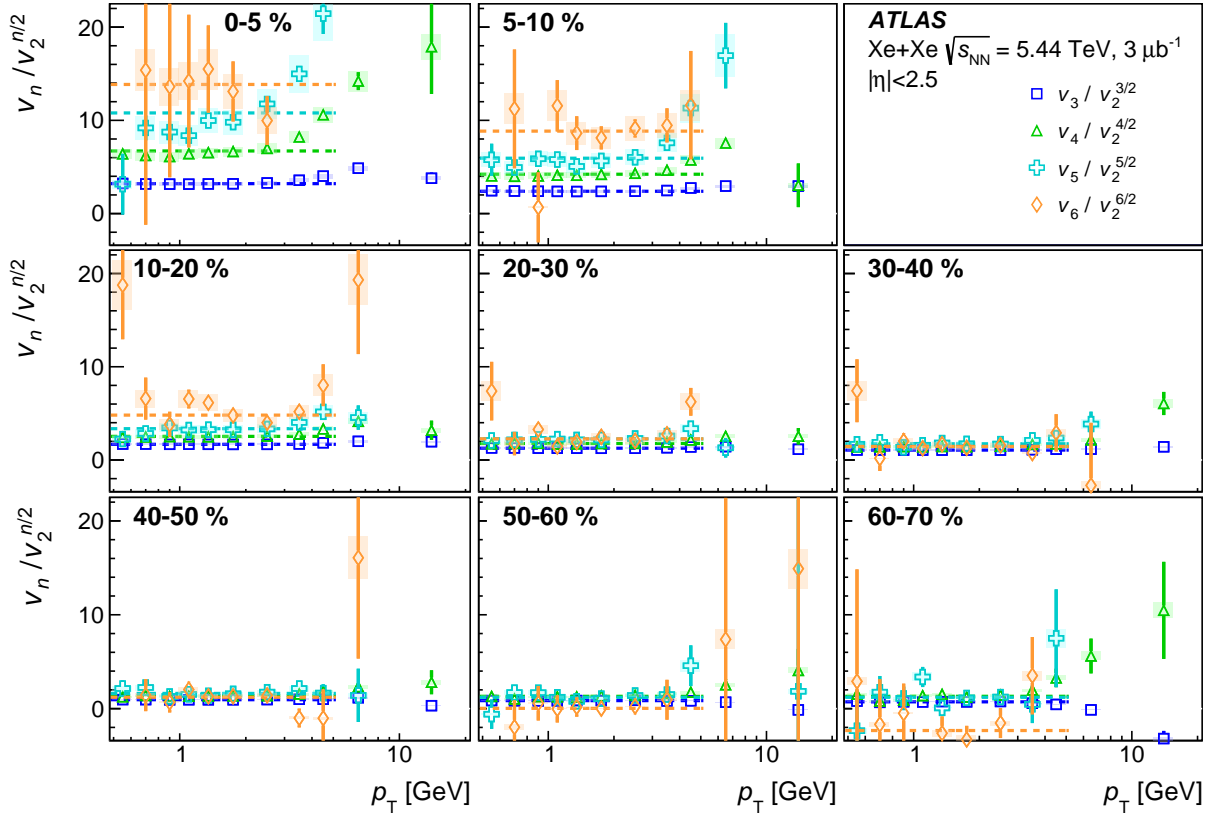 v_n / v_2^{n/2}
20
10
0
0-5 %
5-10 %
ATLAS
Xe+Xe √s_NN = 5.44 TeV, 3 μb⁻¹
|η|<2.5
v_3 / v_2^{3/2}
v_4 / v_2^{4/2}
v_5 / v_2^{5/2}
v_6 / v_2^{6/2}
v_n / v_2^{n/2}
20
10
0
10-20 %
20-30 %
30-40 %
v_n / v_2^{n/2}
20
10
0
40-50 %
50-60 %
60-70 %
1 10 1 10 1 10
p_T [GeV] p_T [GeV] p_T [GeV]